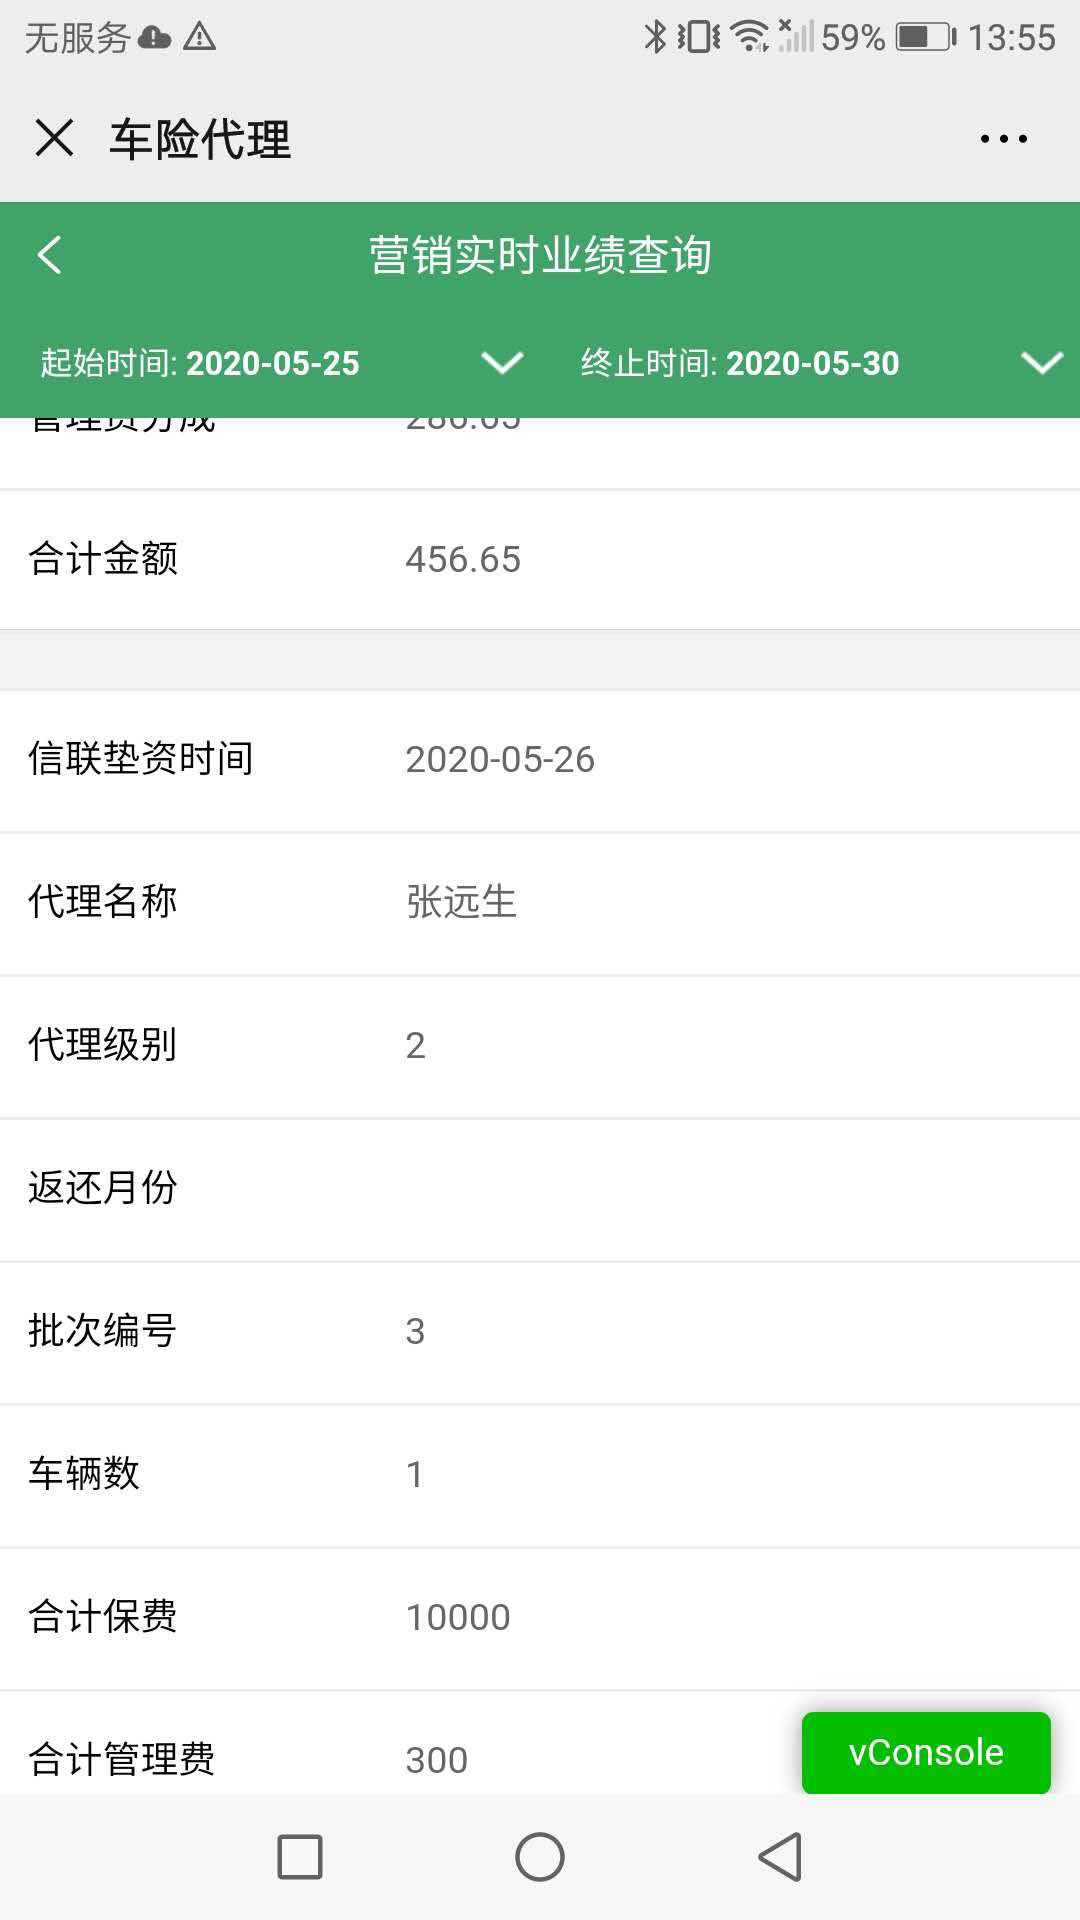 无服务 59% 13:55
车险代理
营销实时业绩查询
起始时间: 2020-05-25 终止时间: 2020-05-30
合计金额 456.65
信联垫资时间 2020-05-26
代理名称 张远生
代理级别 2
返还月份
批次编号 3
车辆数 1
合计保费 10000
合计管理费 300
vConsole